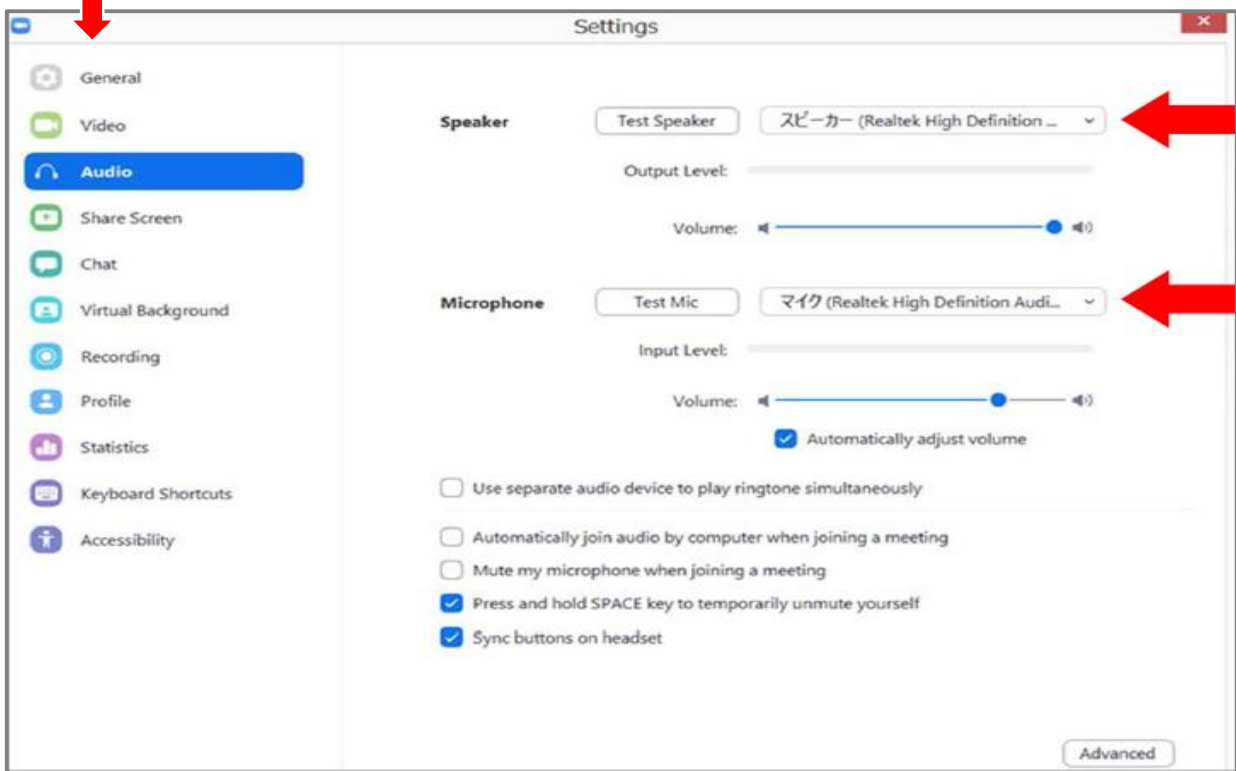 Settings
General
Video
Audio
Share Screen
Chat
Virtual Background
Recording
Profile
Statistics
Keyboard Shortcuts
Accessibility
Speaker
Test Speaker
スピーカー (Realtek High Definition ...
Output Level:
Volume:
Microphone
Test Mic
マイク (Realtek High Definition Audi...
Input Level:
Volume:
Automatically adjust volume
Use separate audio device to play ringtone simultaneously
Automatically join audio by computer when joining a meeting
Mute my microphone when joining a meeting
Press and hold SPACE key to temporarily unmute yourself
Sync buttons on headset
Advanced